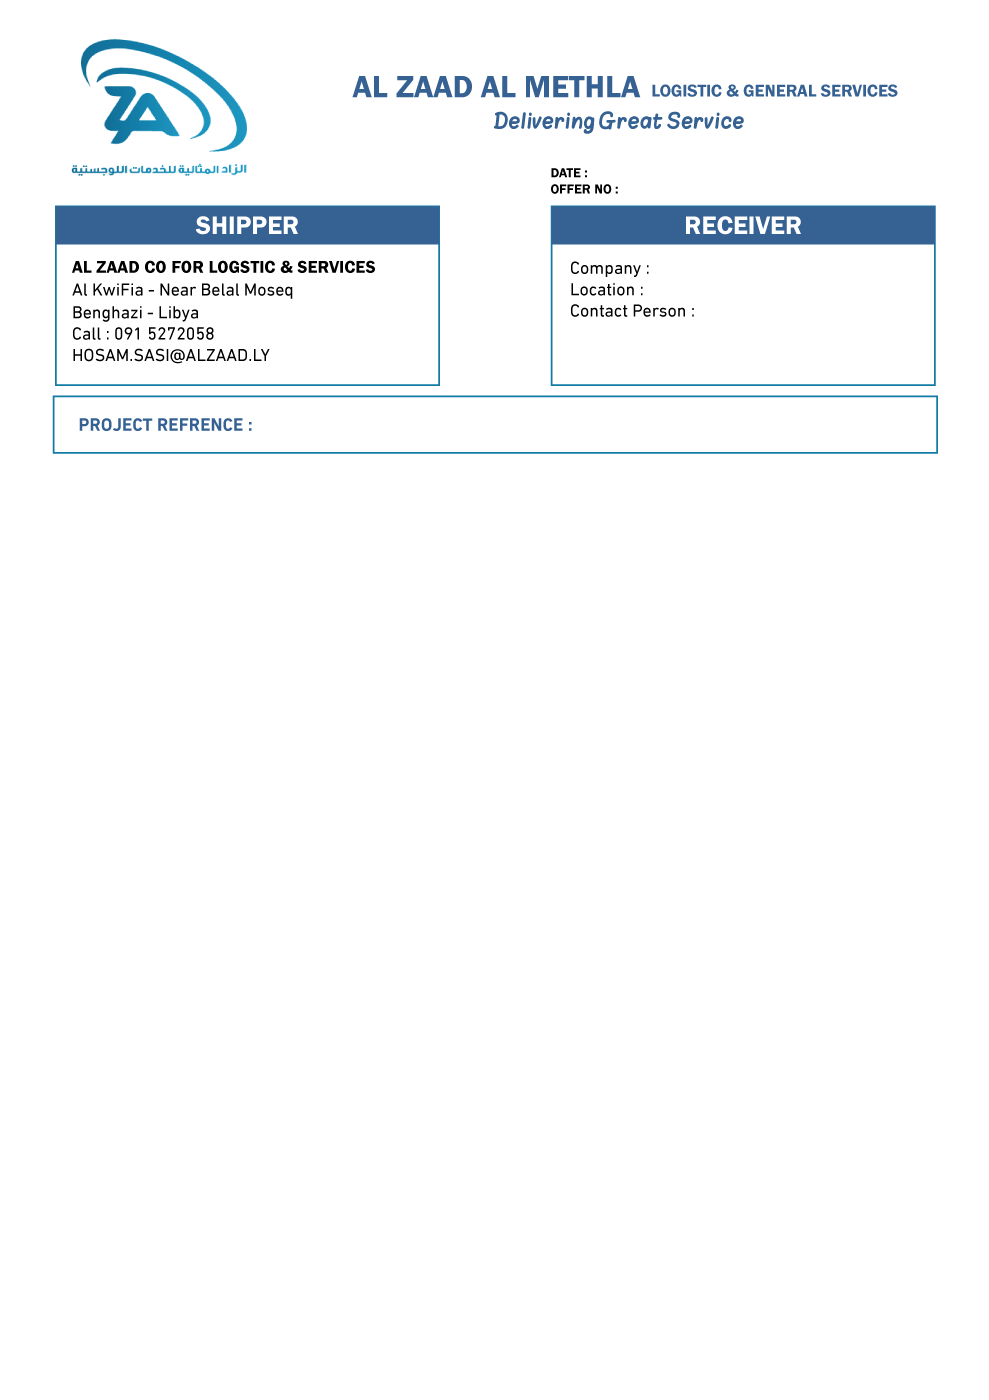 AL ZAAD AL METHLA LOGISTIC & GENERAL SERVICES
Delivering Great Service
ZA
الزاد المثالية للخدمات اللوجستية
DATE :
OFFER NO :
SHIPPER
AL ZAAD CO FOR LOGSTIC & SERVICES
Al KwiFia - Near Belal Moseq
Benghazi - Libya
Call : 091 5272058
HOSAM.SASI@ALZAAD.LY
RECEIVER
Company :
Location :
Contact Person :
PROJECT REFRENCE :